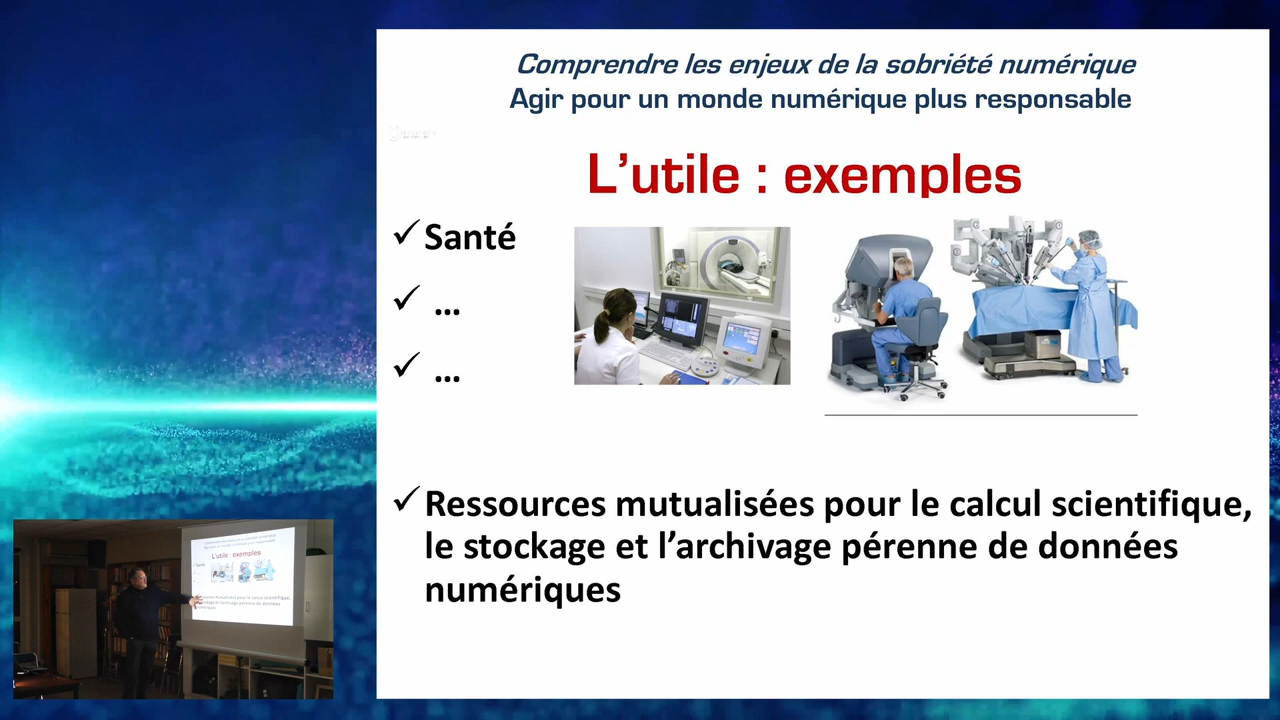 Comprendre les enjeux de la sobriété numérique
Agir pour un monde numérique plus responsable
L’utile : exemples
✓ Santé
✓ ...
✓ ...
✓ Ressources mutualisées pour le calcul scientifique,
le stockage et l’archivage pérenne de données
numériques